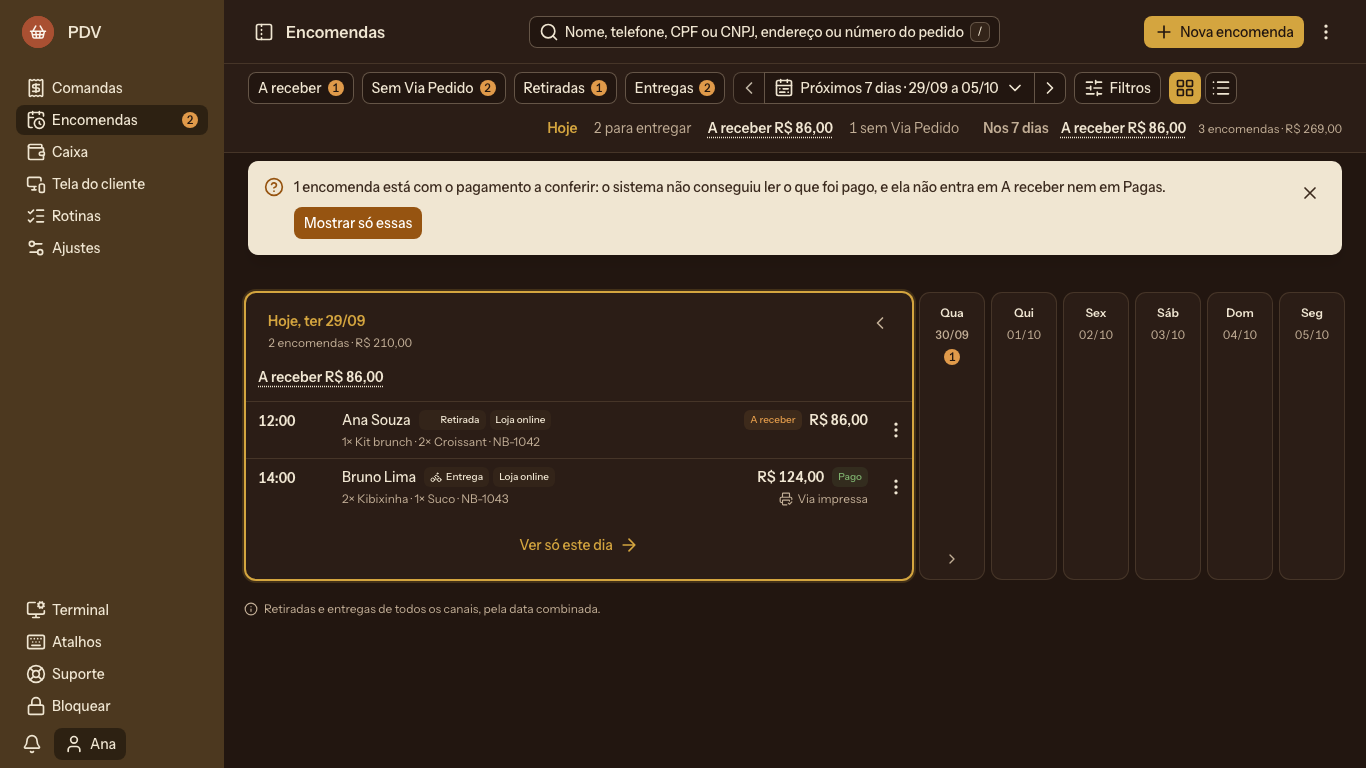 PDV
Encomendas
Nome, telefone, CPF ou CNPJ, endereço ou número do pedido /
Nova encomenda
Comandas
Encomendas 2
Caixa
Tela do cliente
Rotinas
Ajustes
A receber 1
Sem Via Pedido 2
Retiradas 1
Entregas 2
Próximos 7 dias · 29/09 a 05/10
Filtros
Hoje 2 para entregar A receber R$ 86,00 1 sem Via Pedido Nos 7 dias A receber R$ 86,00 3 encomendas · R$ 269,00
1 encomenda está com o pagamento a conferir: o sistema não conseguiu ler o que foi pago, e ela não entra em A receber nem em Pagas.
Mostrar só essas
Hoje, ter 29/09
2 encomendas · R$ 210,00
A receber R$ 86,00
12:00 Ana Souza Retirada Loja online A receber R$ 86,00
1× Kit brunch · 2× Croissant · NB-1042
14:00 Bruno Lima Entrega Loja online R$ 124,00 Pago
2× Kibixinha · 1× Suco · NB-1043 Via impressa
Ver só este dia
Qua
30/09
1
Qui
01/10
Sex
02/10
Sáb
03/10
Dom
04/10
Seg
05/10
Retiradas e entregas de todos os canais, pela data combinada.
Terminal
Atalhos
Suporte
Bloquear
Ana